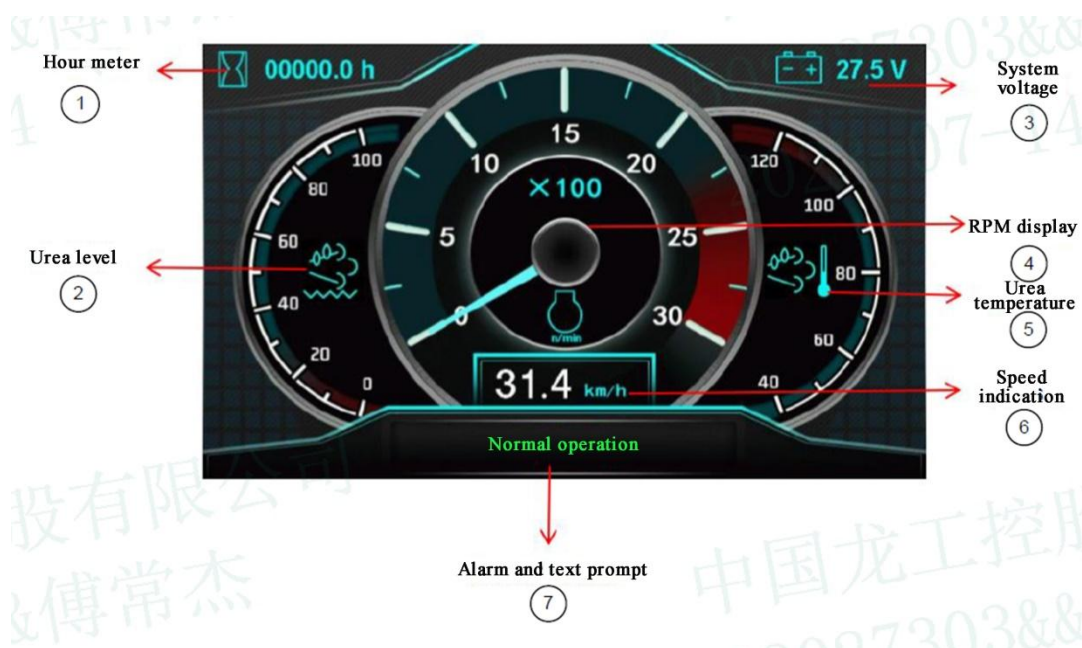 Hour meter
1
00000.0 h
27.5 V
System
voltage
3
15
10
20
×100
5
25
0
30
n/min
100
80
60
40
20
0
120
100
80
60
40
Urea level
2
RPM display
4
Urea
temperature
5
31.4 km/h
Speed
indication
6
Normal operation
Alarm and text prompt
7
股有限公司
&傅常杰
中国龙工控股